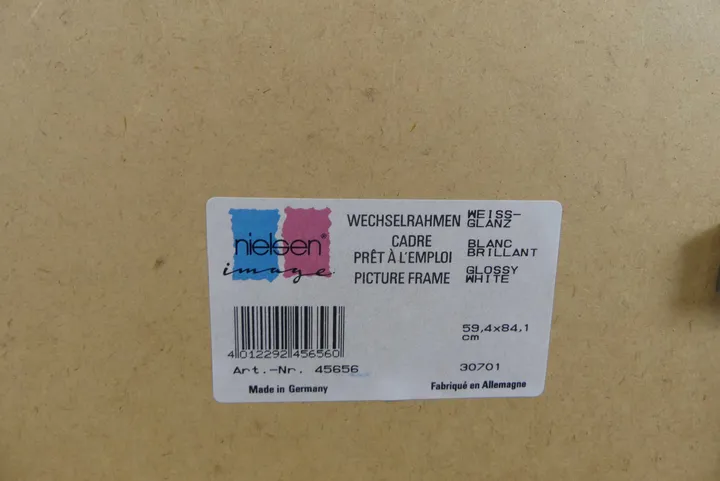 nielsen®
image
WECHSELRAHMEN WEISS-
GLANZ
CADRE
PRÊT À L'EMPLOI
BLANC
BRILLANT
PICTURE FRAME
GLOSSY
WHITE
59,4x84,1
cm
4 012292 456560
Art.-Nr. 45656
30701
Made in Germany
Fabriqué en Allemagne